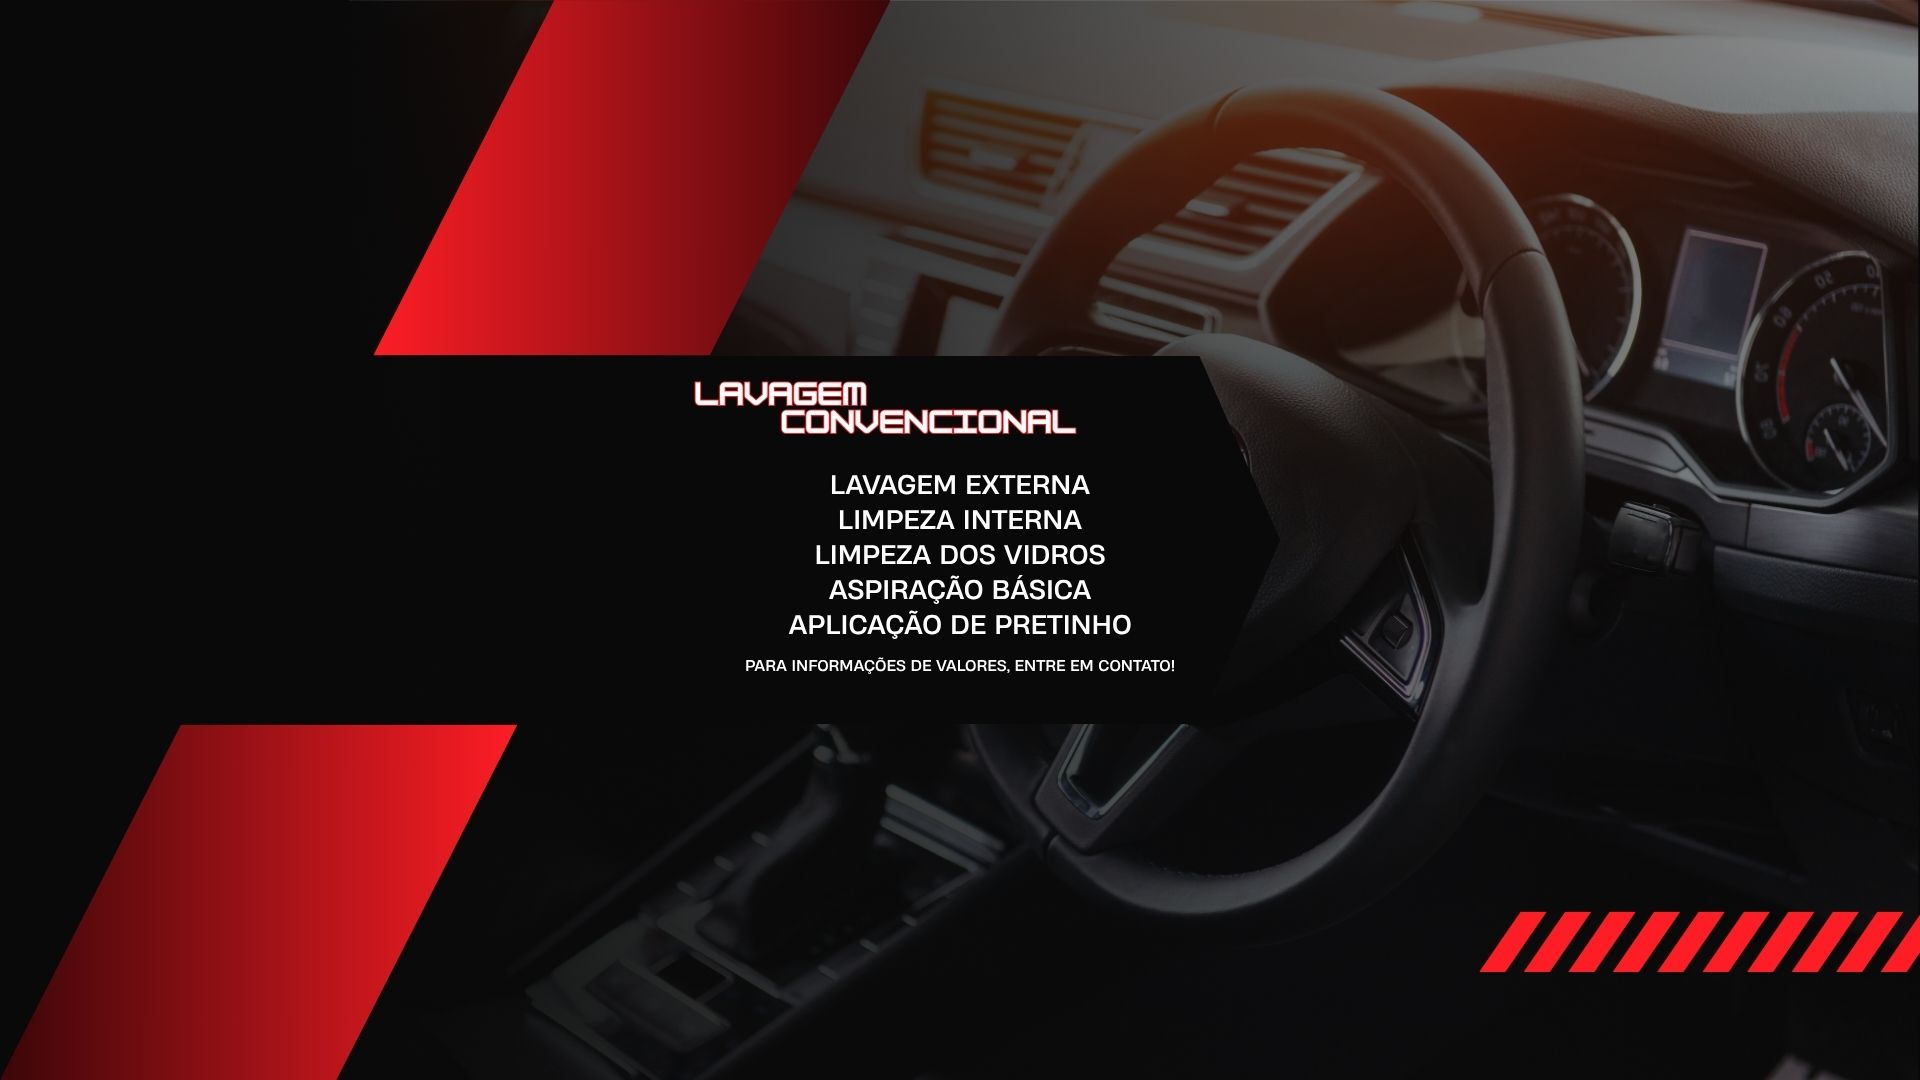 LAVAGEM
CONVENCIONAL
LAVAGEM EXTERNA
LIMPEZA INTERNA
LIMPEZA DOS VIDROS
ASPIRAÇÃO BÁSICA
APLICAÇÃO DE PRETINHO
PARA INFORMAÇÕES DE VALORES, ENTRE EM CONTATO!